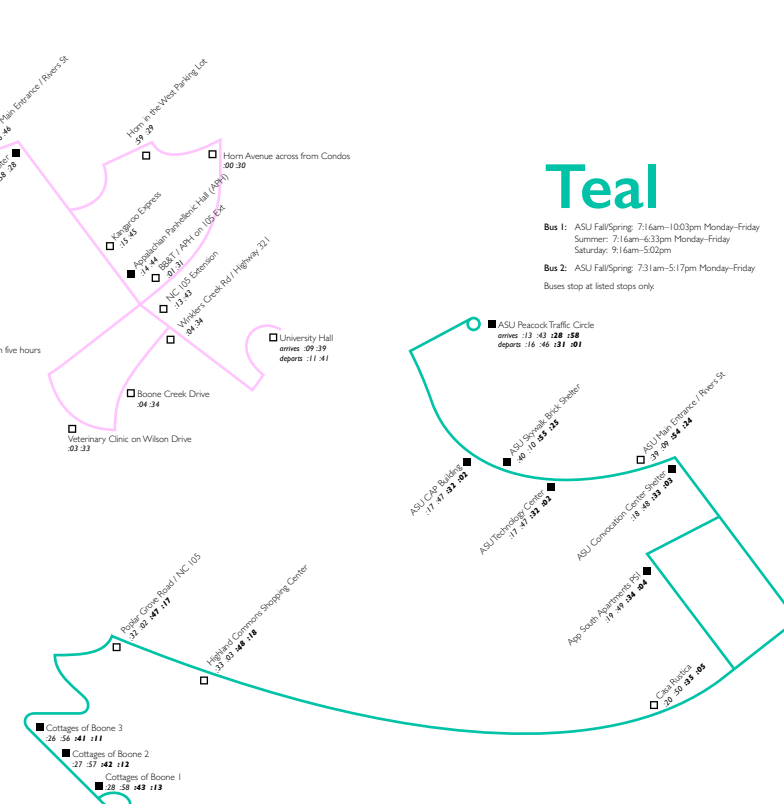 Main Entrance / Rivers St
:46
:28
Horn in the West Parking Lot
:59 :29
Horn Avenue across from Condos
:00 :30
Kangaroo Express
:15 :45
Appalachian Panhellenic Hall (APH)
:14 :44
BB&T / APH on 105 Ext
:01 :31
NC 105 Extension
:13 :43
Winklers Creek Rd / Highway 321
:04 :34
University Hall
arrives :09 :39
departs :11 :41
five hours
Boone Creek Drive
:04 :34
Veterinary Clinic on Wilson Drive
:03 :33
Teal
Bus 1: ASU Fall/Spring: 7:16am–10:03pm Monday–Friday
Summer: 7:16am–6:33pm Monday–Friday
Saturday: 9:16am–5:02pm
Bus 2: ASU Fall/Spring: 7:31am–5:17pm Monday–Friday
Buses stop at listed stops only.
ASU Peacock Traffic Circle
arrives :13 :43 :28 :58
departs :16 :46 :31 :01
ASU Skywalk Brick Shelter
:40 :10 :55 :25
ASU Main Entrance / Rivers St
:39 :09 :54 :24
ASU CAP Building
:17 :47 :32 :02
ASU Technology Center
:17 :47 :32 :02
ASU Convocation Center Shelter
:18 :48 :33 :03
App South Apartments PSI
:19 :49 :34 :04
Casa Rustica
:20 :50 :35 :05
Poplar Grove Road / NC 105
:32 :02 :47 :17
Highland Commons Shopping Center
:33 :03 :48 :18
Cottages of Boone 3
:26 :56 :41 :11
Cottages of Boone 2
:27 :57 :42 :12
Cottages of Boone 1
:28 :58 :43 :13